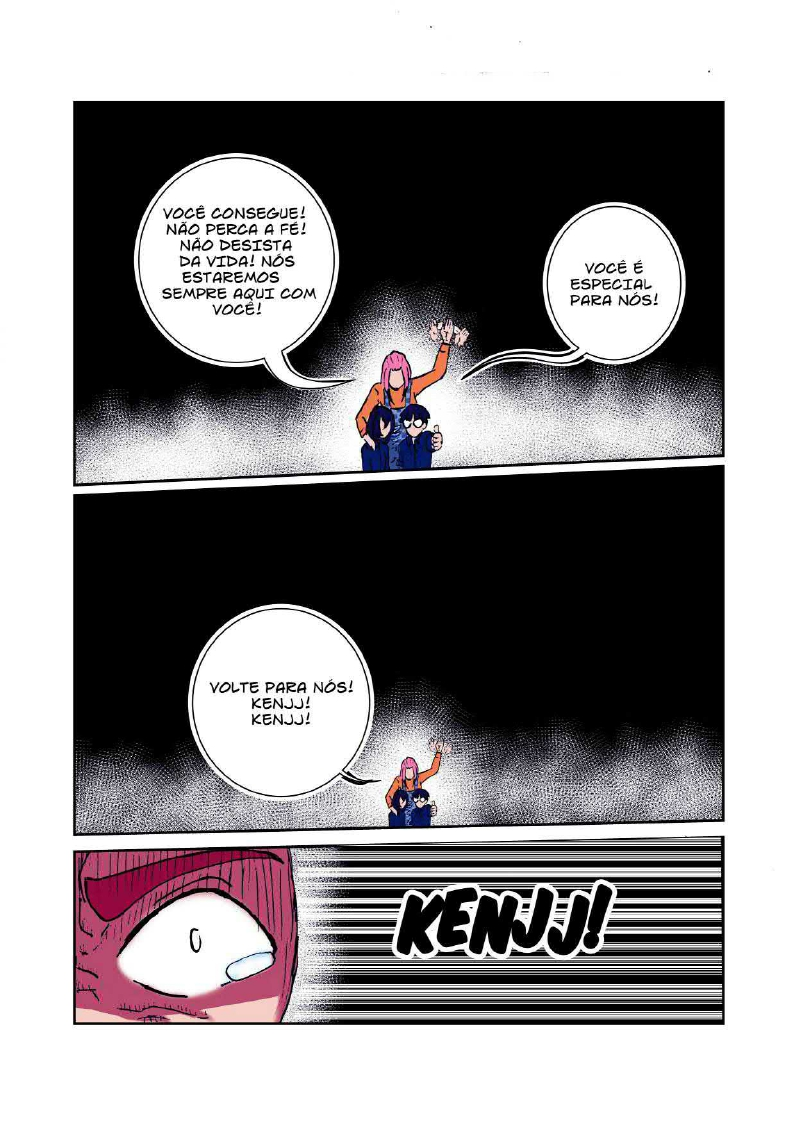 VOCÊ CONSEGUE!
NÃO PERCA A FÉ!
NÃO DESISTA
DA VIDA! NÓS
ESTAREMOS
SEMPRE AQUI COM
VOCÊ!
VOCÊ É
ESPECIAL
PARA NÓS!
VOLTE PARA NÓS!
KENJJ!
KENJJ!
KENJJ!